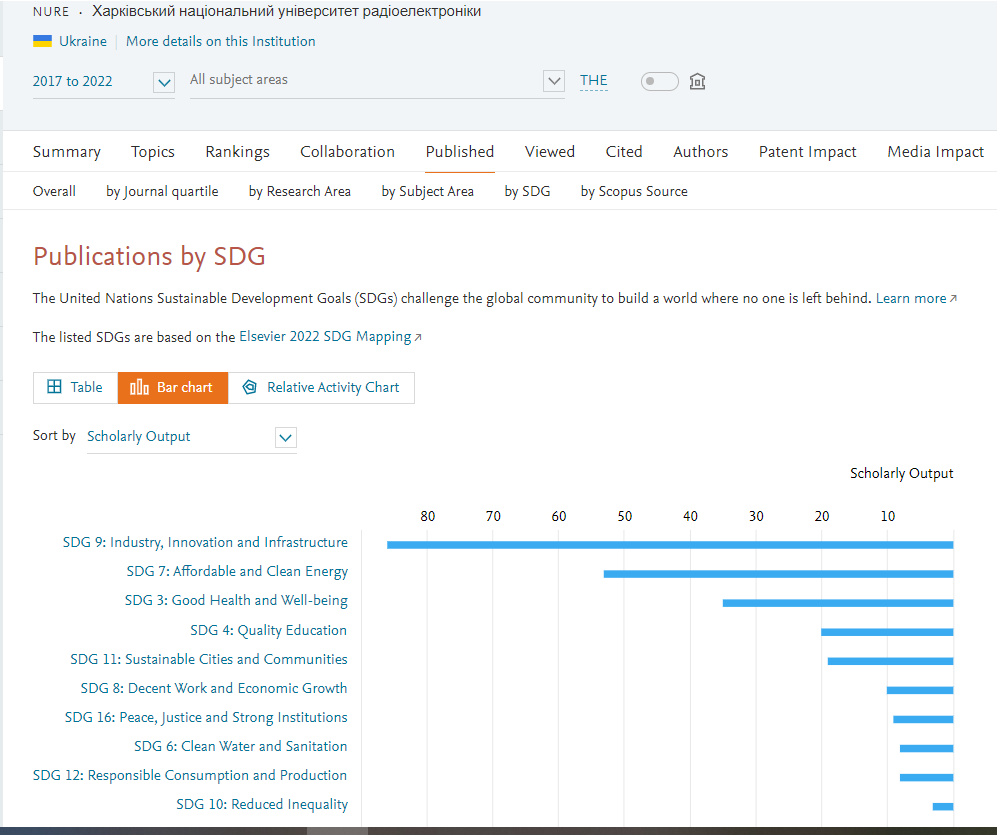 NURE · Харківський національний університет радіоелектроніки
Ukraine More details on this Institution
2017 to 2022 All subject areas THE
Summary Topics Rankings Collaboration Published Viewed Cited Authors Patent Impact Media Impact
Overall by Journal quartile by Research Area by Subject Area by SDG by Scopus Source
Publications by SDG
The United Nations Sustainable Development Goals (SDGs) challenge the global community to build a world where no one is left behind. Learn more↗
The listed SDGs are based on the Elsevier 2022 SDG Mapping↗
Table Bar chart Relative Activity Chart
Sort by Scholarly Output
Scholarly Output
80 70 60 50 40 30 20 10
SDG 9: Industry, Innovation and Infrastructure
SDG 7: Affordable and Clean Energy
SDG 3: Good Health and Well-being
SDG 4: Quality Education
SDG 11: Sustainable Cities and Communities
SDG 8: Decent Work and Economic Growth
SDG 16: Peace, Justice and Strong Institutions
SDG 6: Clean Water and Sanitation
SDG 12: Responsible Consumption and Production
SDG 10: Reduced Inequality